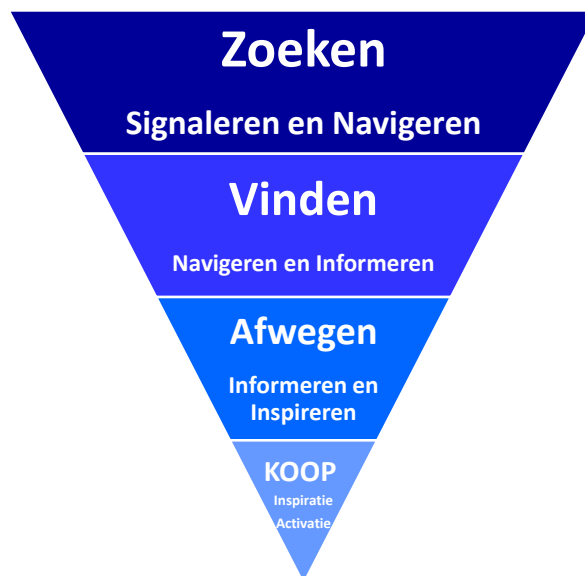 Zoeken
Signaleren en Navigeren
Vinden
Navigeren en Informeren
Afwegen
Informeren en
Inspireren
KOOP
Inspiratie
Activatie